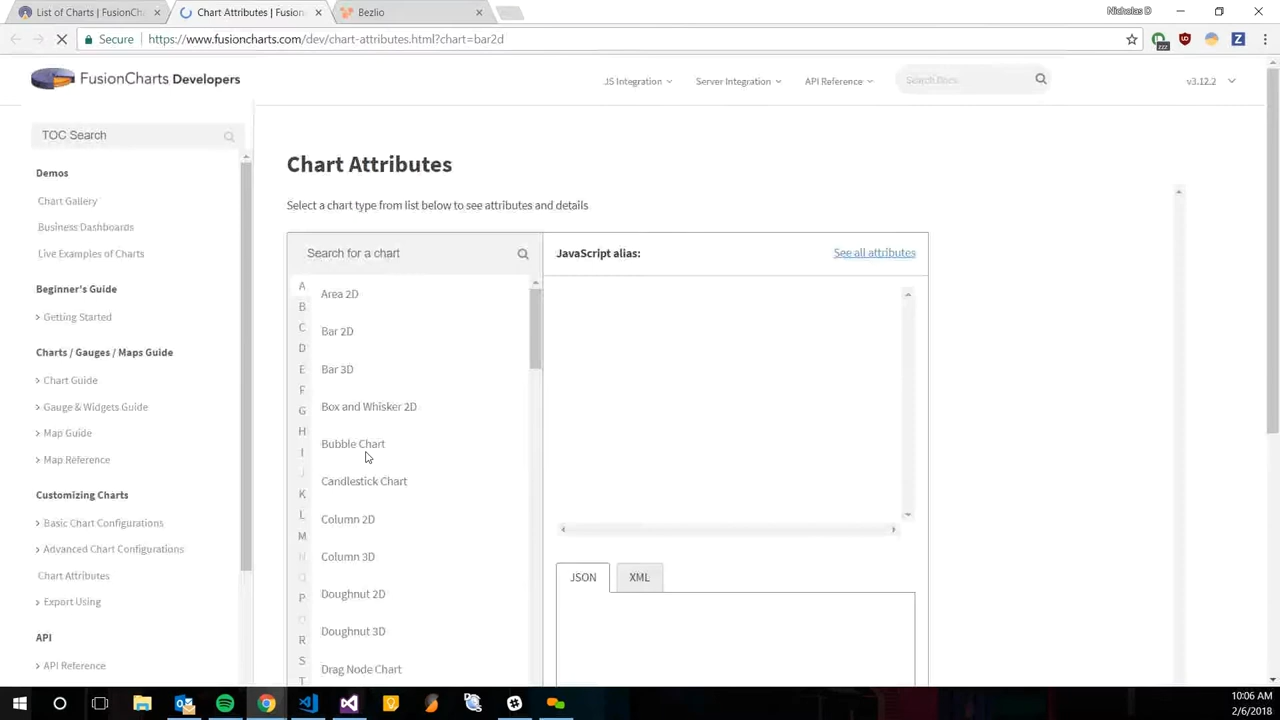 List of Charts | FusionCh
Chart Attributes | Fusion
Bezlio
Nicholas D
Secure
https://www.fusioncharts.com/dev/chart-attributes.html?chart=bar2d
FusionCharts Developers
JS Integration
Server Integration
API Reference
Search Docs
v3.12.2
TOC Search
Demos
Chart Gallery
Business Dashboards
Live Examples of Charts
Beginner's Guide
Getting Started
Charts / Gauges / Maps Guide
Chart Guide
Gauge & Widgets Guide
Map Guide
Map Reference
Customizing Charts
Basic Chart Configurations
Advanced Chart Configurations
Chart Attributes
Export Using
API
API Reference
Chart Attributes
Select a chart type from list below to see attributes and details
Search for a chart
A
B
C
D
E
F
G
H
I
J
K
L
M
N
O
P
Q
R
S
T
Area 2D
Bar 2D
Bar 3D
Box and Whisker 2D
Bubble Chart
Candlestick Chart
Column 2D
Column 3D
Doughnut 2D
Doughnut 3D
Drag Node Chart
JavaScript alias:
See all attributes
JSON
XML
10:06 AM
2/6/2018